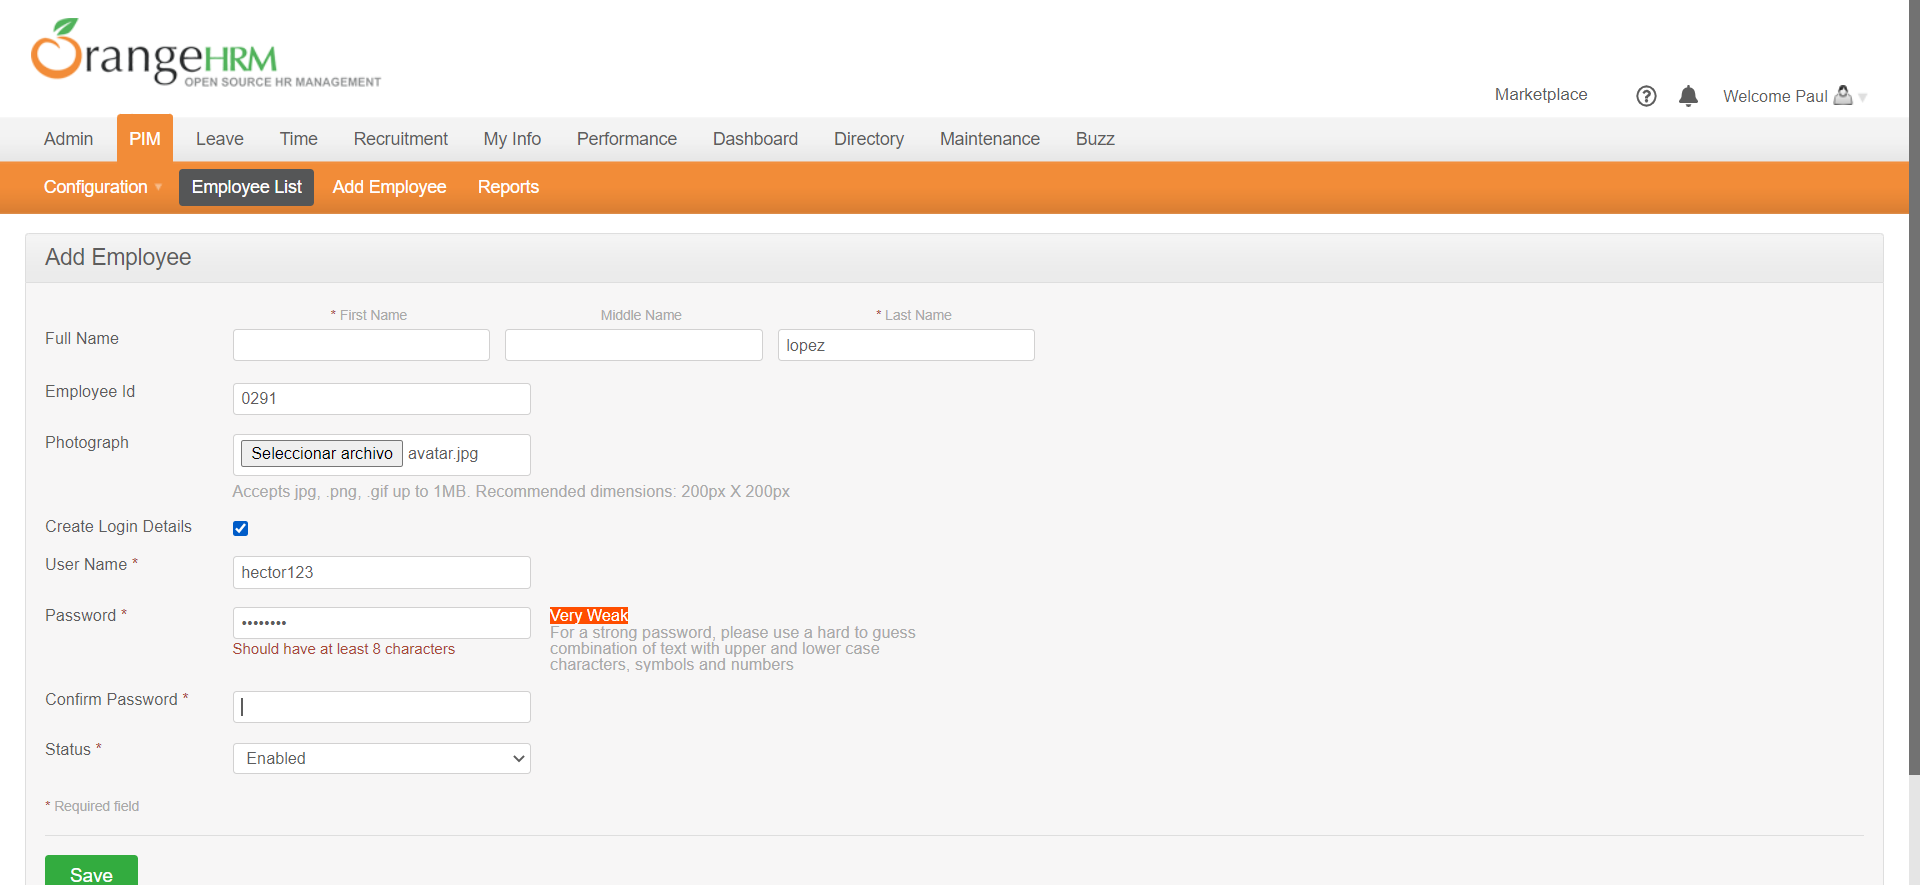 OrangeHRM
OPEN SOURCE HR MANAGEMENT
Marketplace
Welcome Paul
Admin PIM Leave Time Recruitment My Info Performance Dashboard Directory Maintenance Buzz
Configuration Employee List Add Employee Reports
Add Employee
* First Name Middle Name * Last Name
Full Name lopez
Employee Id 0291
Photograph Seleccionar archivo avatar.jpg
Accepts jpg, .png, .gif up to 1MB. Recommended dimensions: 200px X 200px
Create Login Details
User Name * hector123
Password * •••••••• Very Weak
Should have at least 8 characters
For a strong password, please use a hard to guess
combination of text with upper and lower case
characters, symbols and numbers
Confirm Password *
Status * Enabled
* Required field
Save